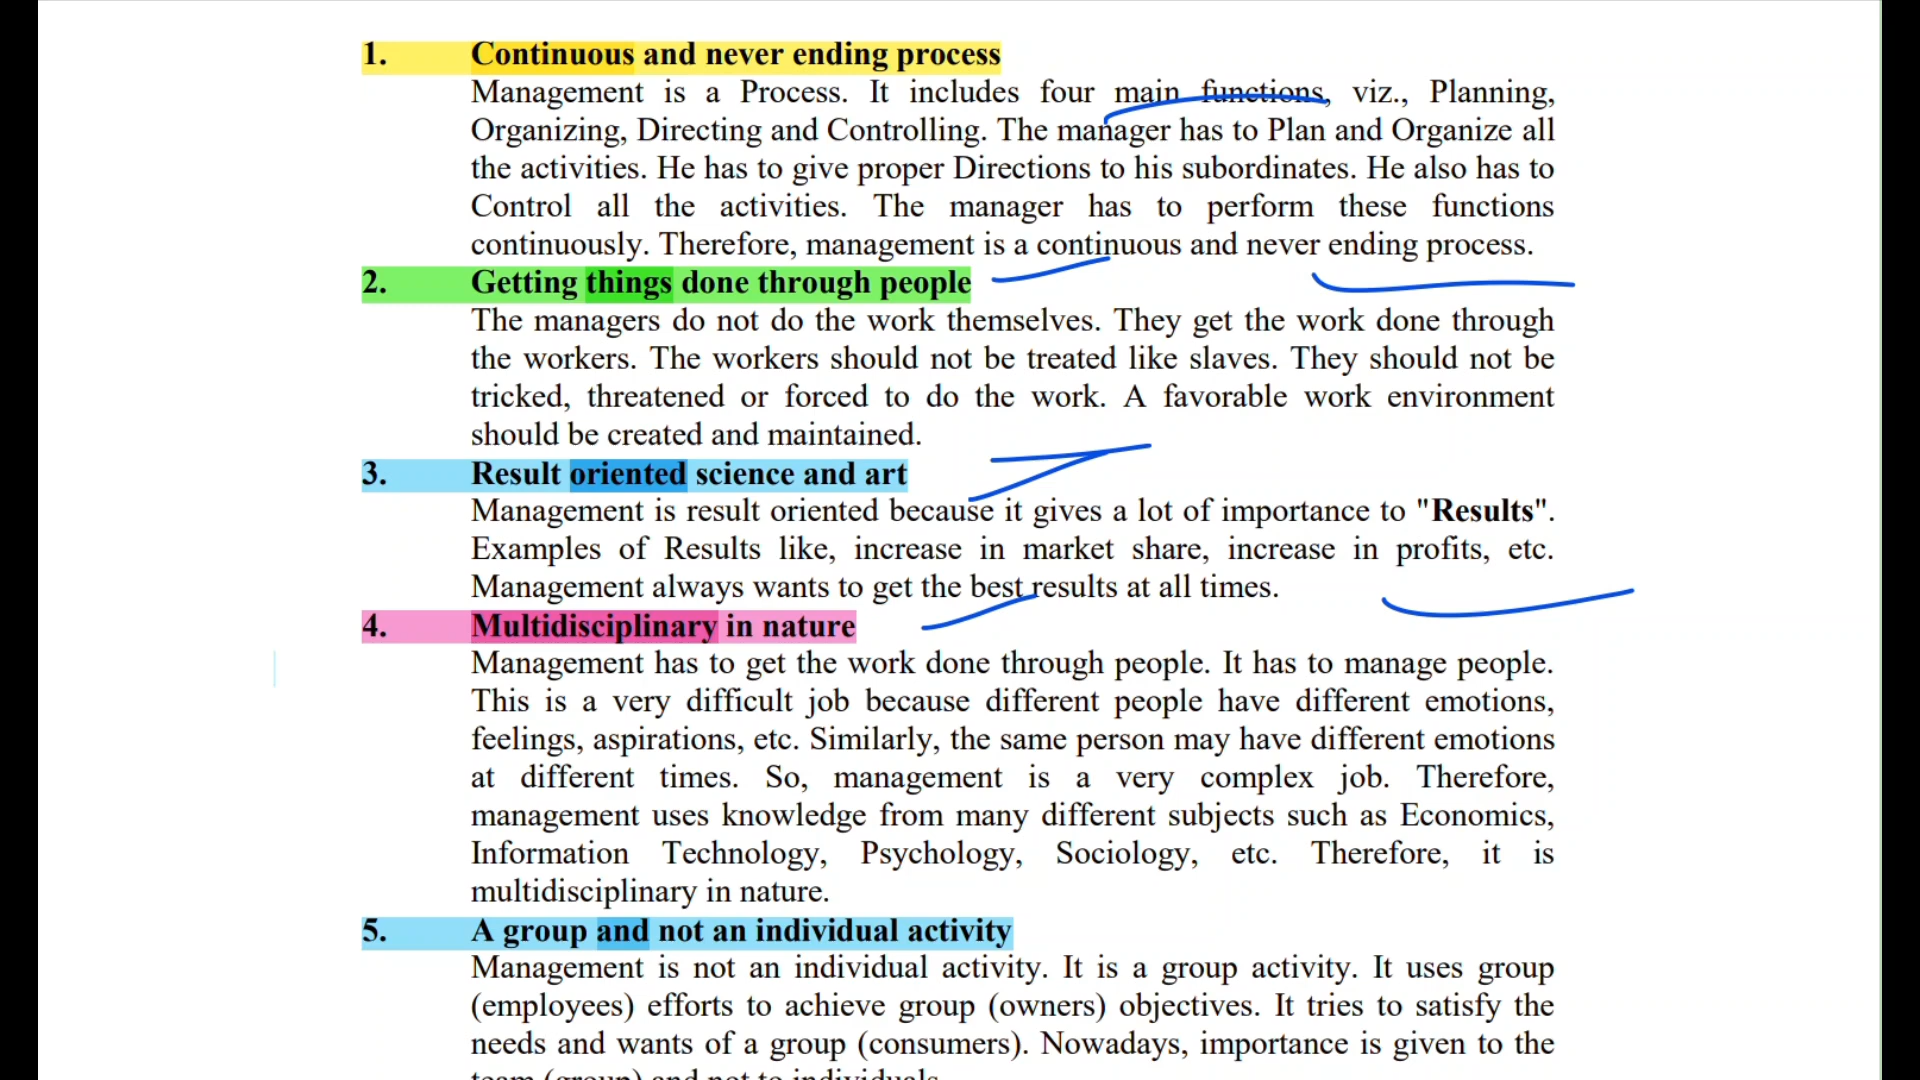 1. Continuous and never ending process
Management is a Process. It includes four main functions, viz., Planning,
Organizing, Directing and Controlling. The manager has to Plan and Organize all
the activities. He has to give proper Directions to his subordinates. He also has to
Control all the activities. The manager has to perform these functions
continuously. Therefore, management is a continuous and never ending process.
2. Getting things done through people
The managers do not do the work themselves. They get the work done through
the workers. The workers should not be treated like slaves. They should not be
tricked, threatened or forced to do the work. A favorable work environment
should be created and maintained.
3. Result oriented science and art
Management is result oriented because it gives a lot of importance to "Results".
Examples of Results like, increase in market share, increase in profits, etc.
Management always wants to get the best results at all times.
4. Multidisciplinary in nature
Management has to get the work done through people. It has to manage people.
This is a very difficult job because different people have different emotions,
feelings, aspirations, etc. Similarly, the same person may have different emotions
at different times. So, management is a very complex job. Therefore,
management uses knowledge from many different subjects such as Economics,
Information Technology, Psychology, Sociology, etc. Therefore, it is
multidisciplinary in nature.
5. A group and not an individual activity
Management is not an individual activity. It is a group activity. It uses group
(employees) efforts to achieve group (owners) objectives. It tries to satisfy the
needs and wants of a group (consumers). Nowadays, importance is given to the
team (group) and not to individuals.